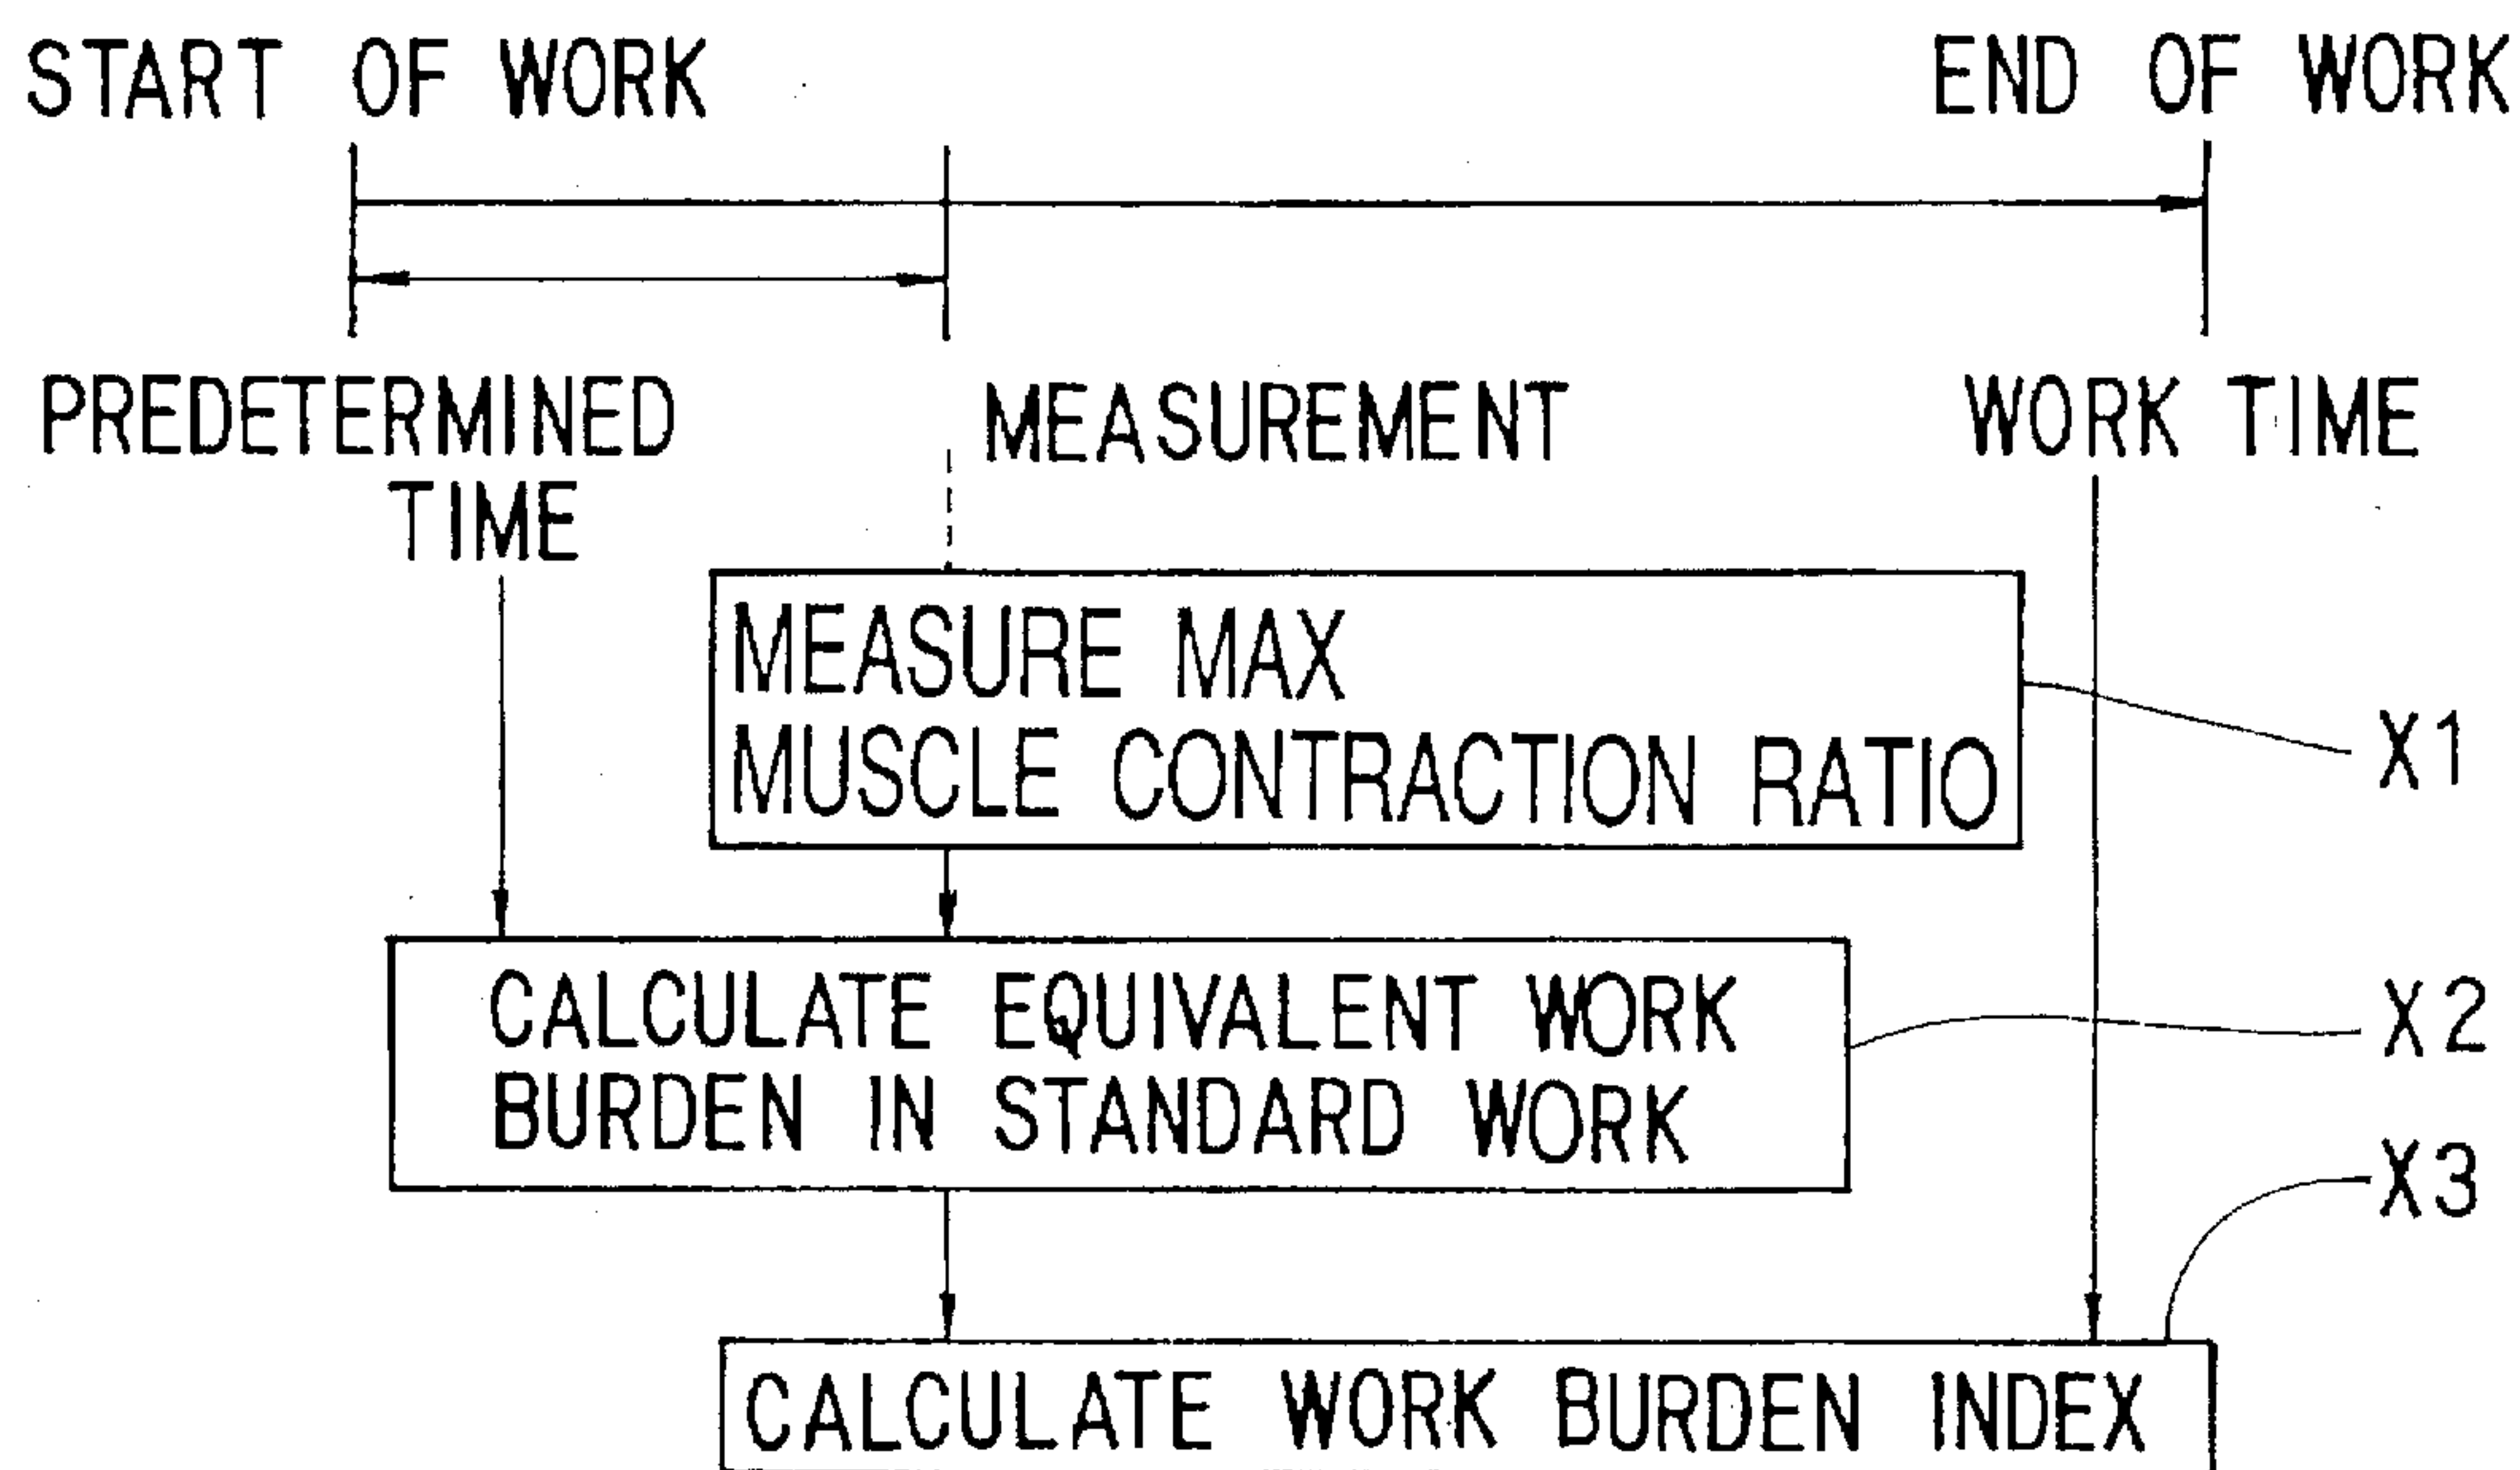 START OF WORK
END OF WORK
PREDETERMINED
TIME
MEASUREMENT
WORK TIME
MEASURE MAX
MUSCLE CONTRACTION RATIO
X1
CALCULATE EQUIVALENT WORK
BURDEN IN STANDARD WORK
X2
X3
CALCULATE WORK BURDEN INDEX